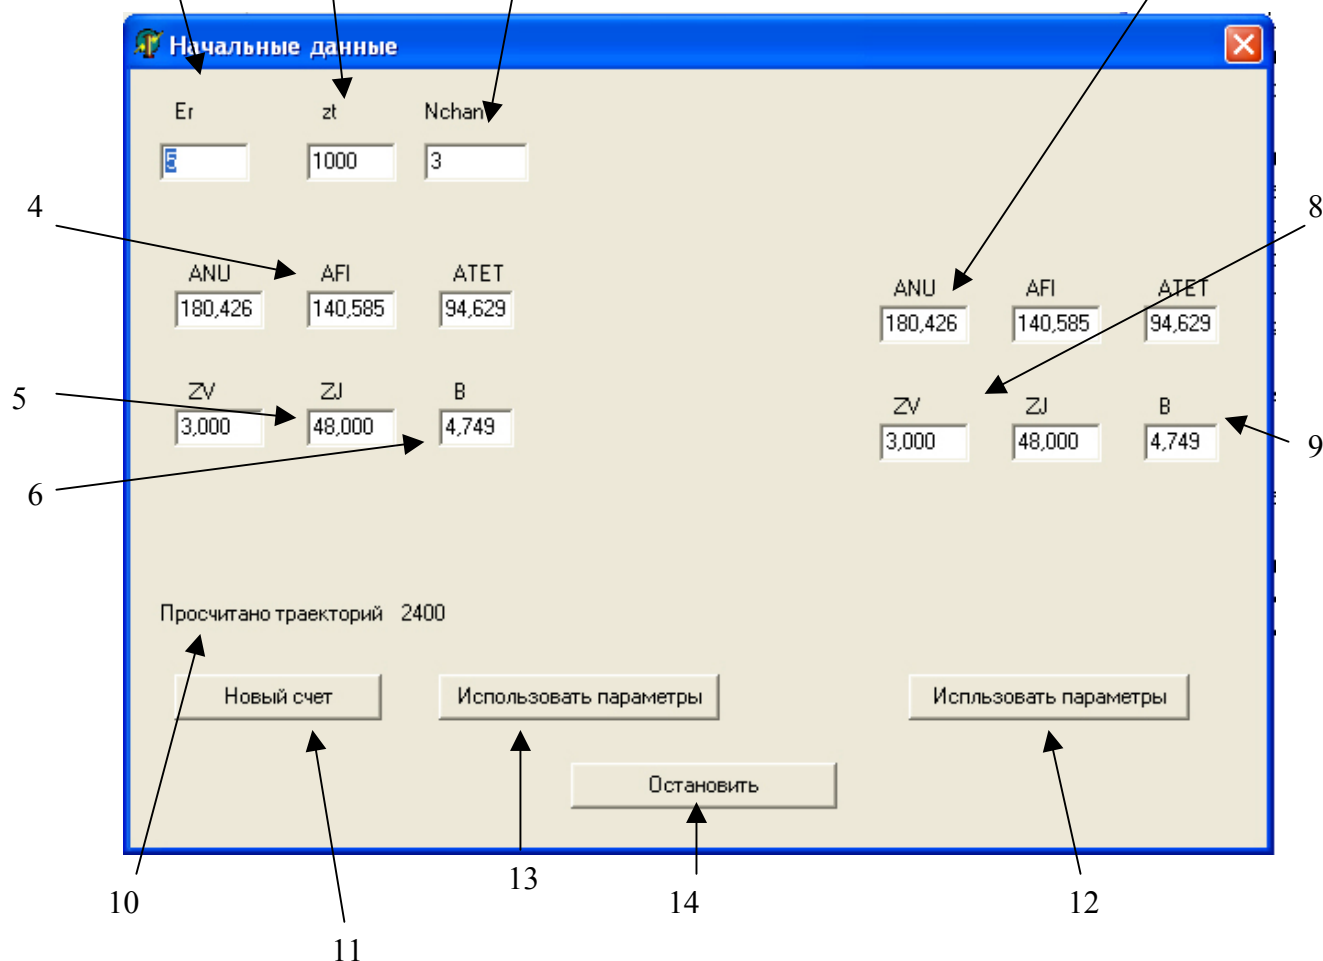 Начальные данные
Er zt Nchan
5 1000 3
4
8
ANU AFI ATET
180,426 140,585 94,629
ANU AFI ATET
180,426 140,585 94,629
5
ZV ZJ B
3,000 48,000 4,749
ZV ZJ B
3,000 48,000 4,749
9
6
Просчитано траекторий 2400
Новый счет Использовать параметры Испльзовать параметры
Остановить
10 13 14 12
11